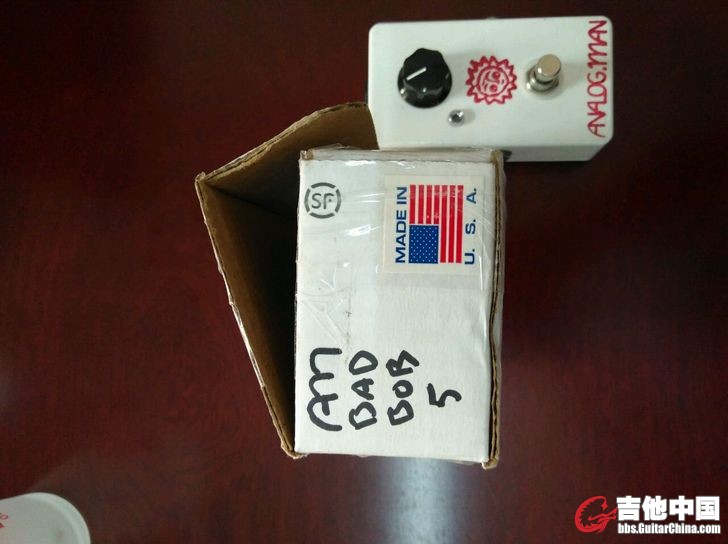 ANALOG.MAN
SF
MADE IN
U. S. A.
AM
BAD
BOB
5
吉他中国
bbs.GuitarChina.com